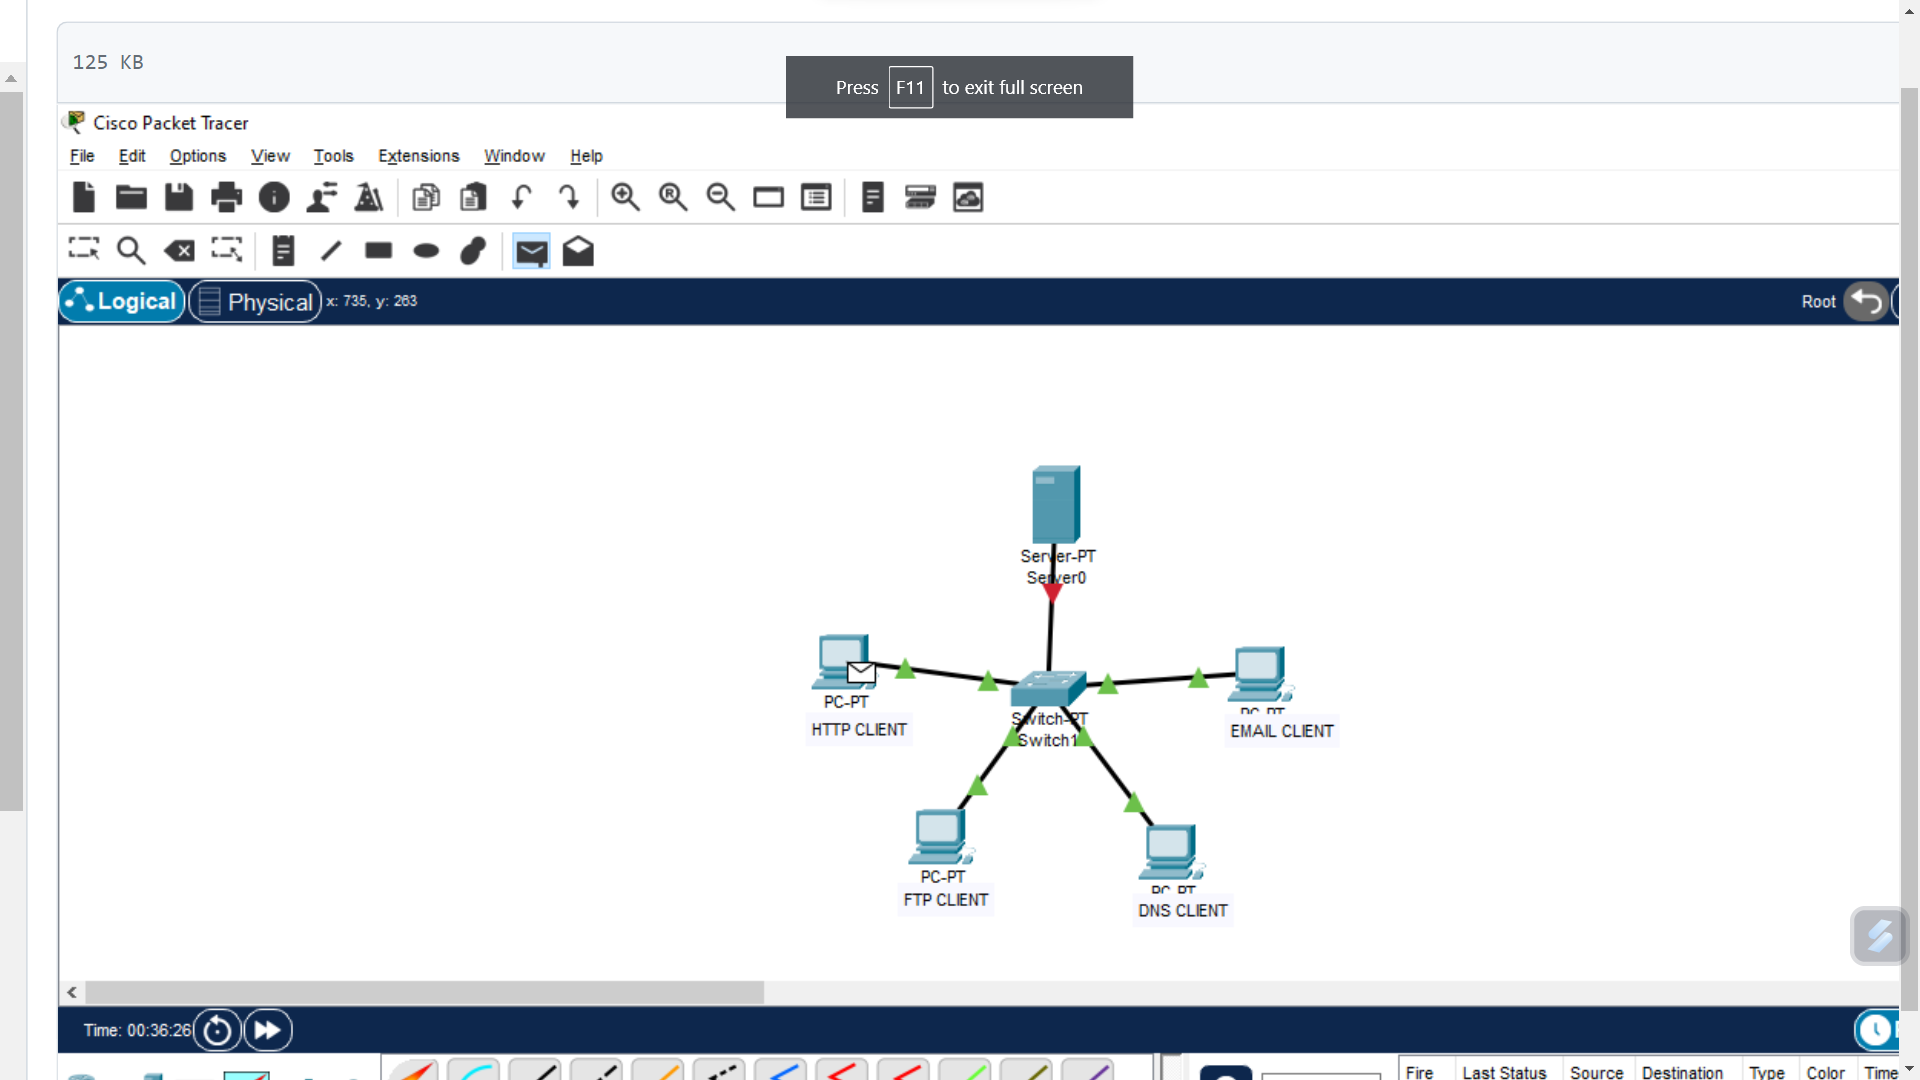 125 KB
Press F11 to exit full screen
Cisco Packet Tracer
File Edit Options View Tools Extensions Window Help
Logical Physical x: 735, y: 263 Root
Server-PT
Server0
PC-PT
HTTP CLIENT
Switch-PT
Switch1
PC-PT
EMAIL CLIENT
PC-PT
FTP CLIENT
PC-PT
DNS CLIENT
Time: 00:36:26
Fire Last Status Source Destination Type Color Time